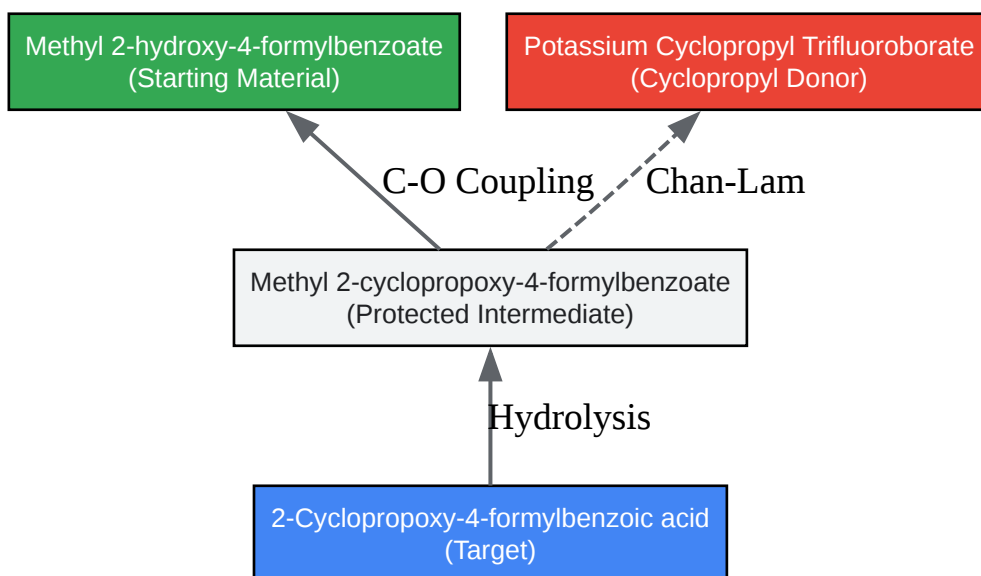 Methyl 2-hydroxy-4-formylbenzoate
(Starting Material)
Potassium Cyclopropyl Trifluoroborate
(Cyclopropyl Donor)
C-O Coupling
Chan-Lam
Methyl 2-cyclopropoxy-4-formylbenzoate
(Protected Intermediate)
Hydrolysis
2-Cyclopropoxy-4-formylbenzoic acid
(Target)